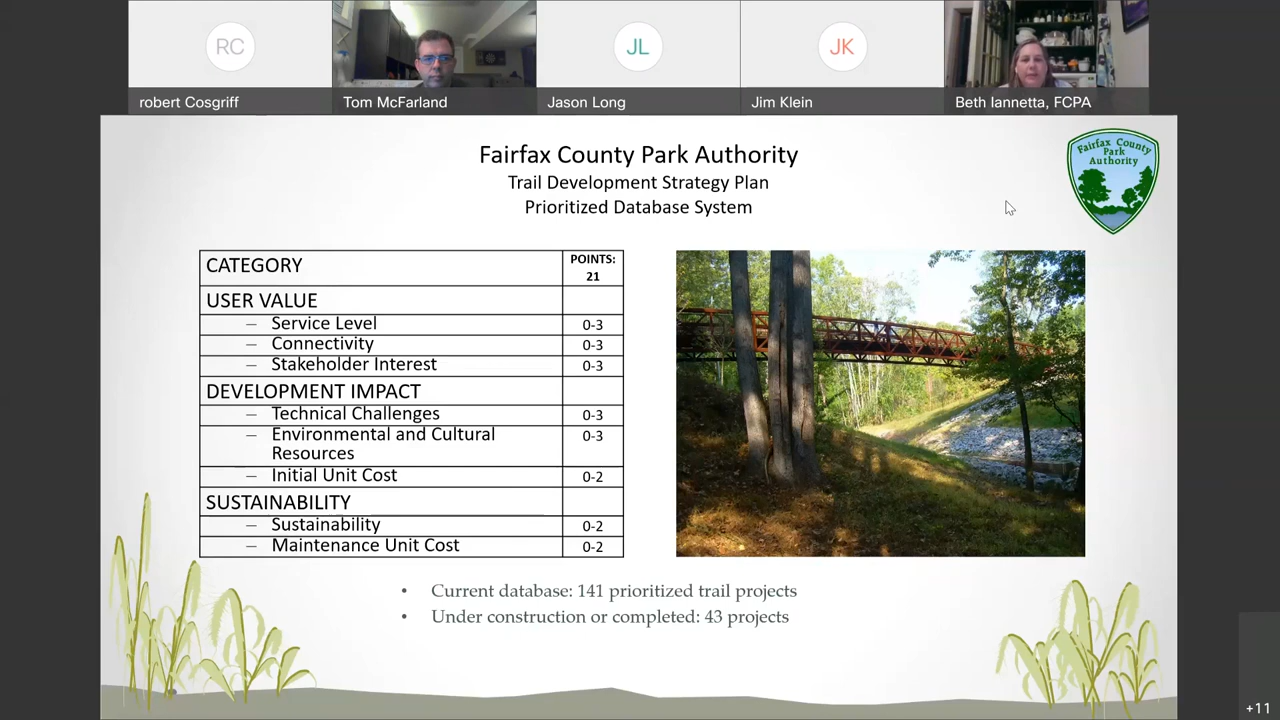 RC
JL
JK
robert Cosgriff
Tom McFarland
Jason Long
Jim Klein
Beth Iannetta, FCPA
Fairfax County Park Authority
Trail Development Strategy Plan
Prioritized Database System
Fairfax County
Park
Authority
CATEGORY
POINTS:
21
USER VALUE
– Service Level 0-3
– Connectivity 0-3
– Stakeholder Interest 0-3
DEVELOPMENT IMPACT
– Technical Challenges 0-3
– Environmental and Cultural 0-3
Resources
– Initial Unit Cost 0-2
SUSTAINABILITY
– Sustainability 0-2
– Maintenance Unit Cost 0-2
• Current database: 141 prioritized trail projects
• Under construction or completed: 43 projects
+11